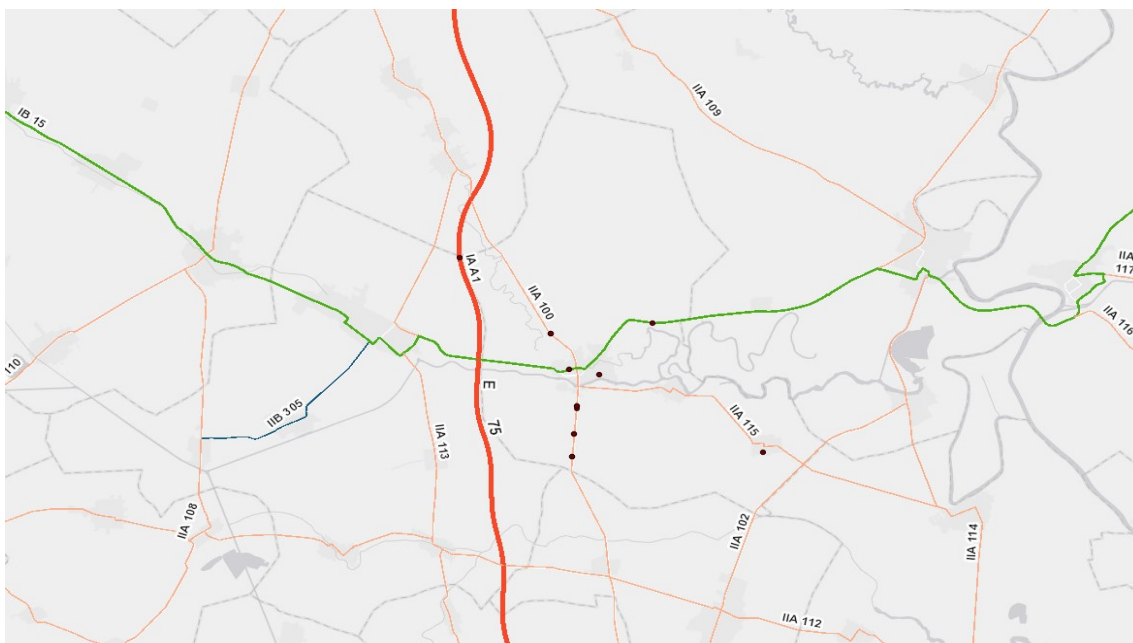 IB 15
IIA 109
IA A1
IIA
117
IIA 100
IIA 116
110
E
75
IIB 305
IIA 115
IIA 113
IIA 108
IIA 102
IIA 114
IIA 112